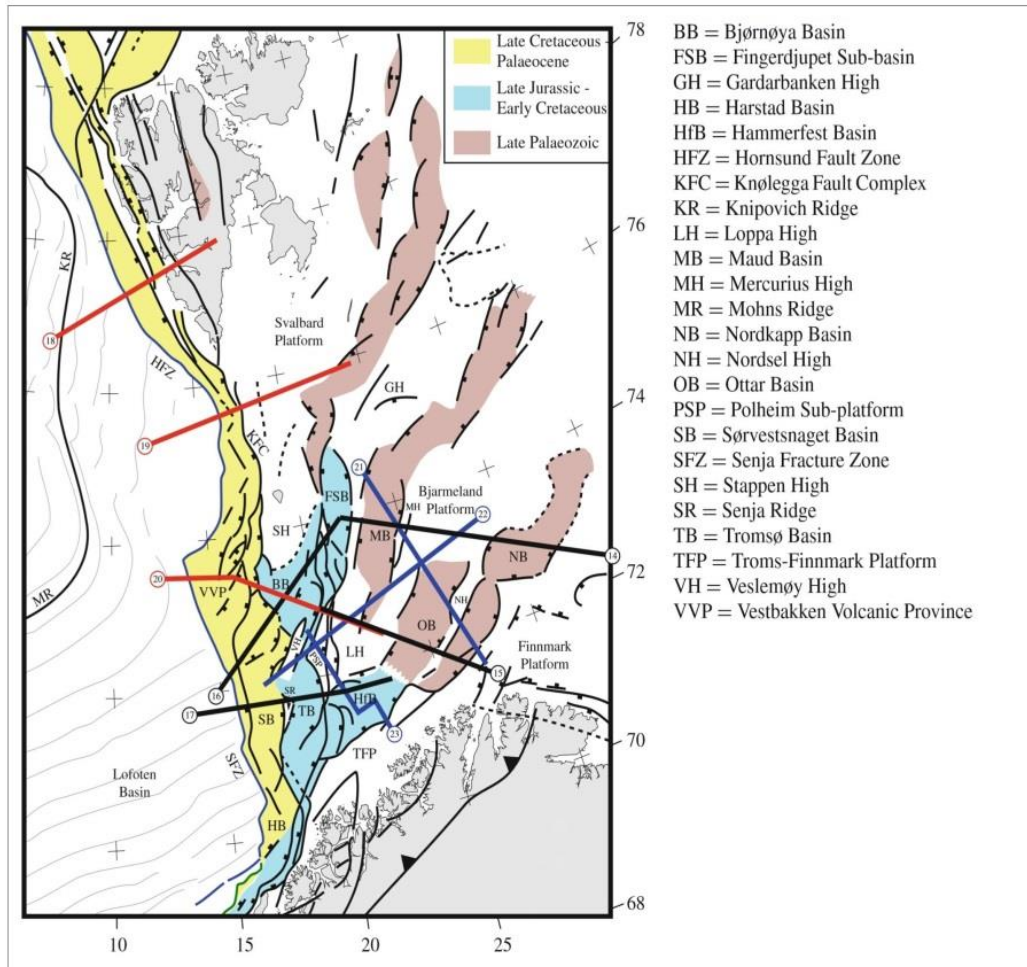 Late Cretaceous
Palaeocene
Late Jurassic -
Early Cretaceous
Late Palaeozoic
78
76
74
72
70
68
10
15
20
25
KR
18
HFZ
19
KFC
Svalbard
Platform
GH
21
FSB
SH
MH
Bjarmeland
Platform
22
MB
NB
14
MR
20
VVP
BB
NH
OB
VH
PSP
LH
Finnmark
Platform
15
16
17
SR
SB
TB
HfB
23
TFP
SFZ
Lofoten
Basin
HB
BB = Bjørnøya Basin
FSB = Fingerdjupet Sub-basin
GH = Gardarbanken High
HB = Harstad Basin
HfB = Hammerfest Basin
HFZ = Hornsund Fault Zone
KFC = Knølegga Fault Complex
KR = Knipovich Ridge
LH = Loppa High
MB = Maud Basin
MH = Mercurius High
MR = Mohns Ridge
NB = Nordkapp Basin
NH = Nordsel High
OB = Ottar Basin
PSP = Polheim Sub-platform
SB = Sørvestsnaget Basin
SFZ = Senja Fracture Zone
SH = Stappen High
SR = Senja Ridge
TB = Tromsø Basin
TFP = Troms-Finnmark Platform
VH = Veslemøy High
VVP = Vestbakken Volcanic Province